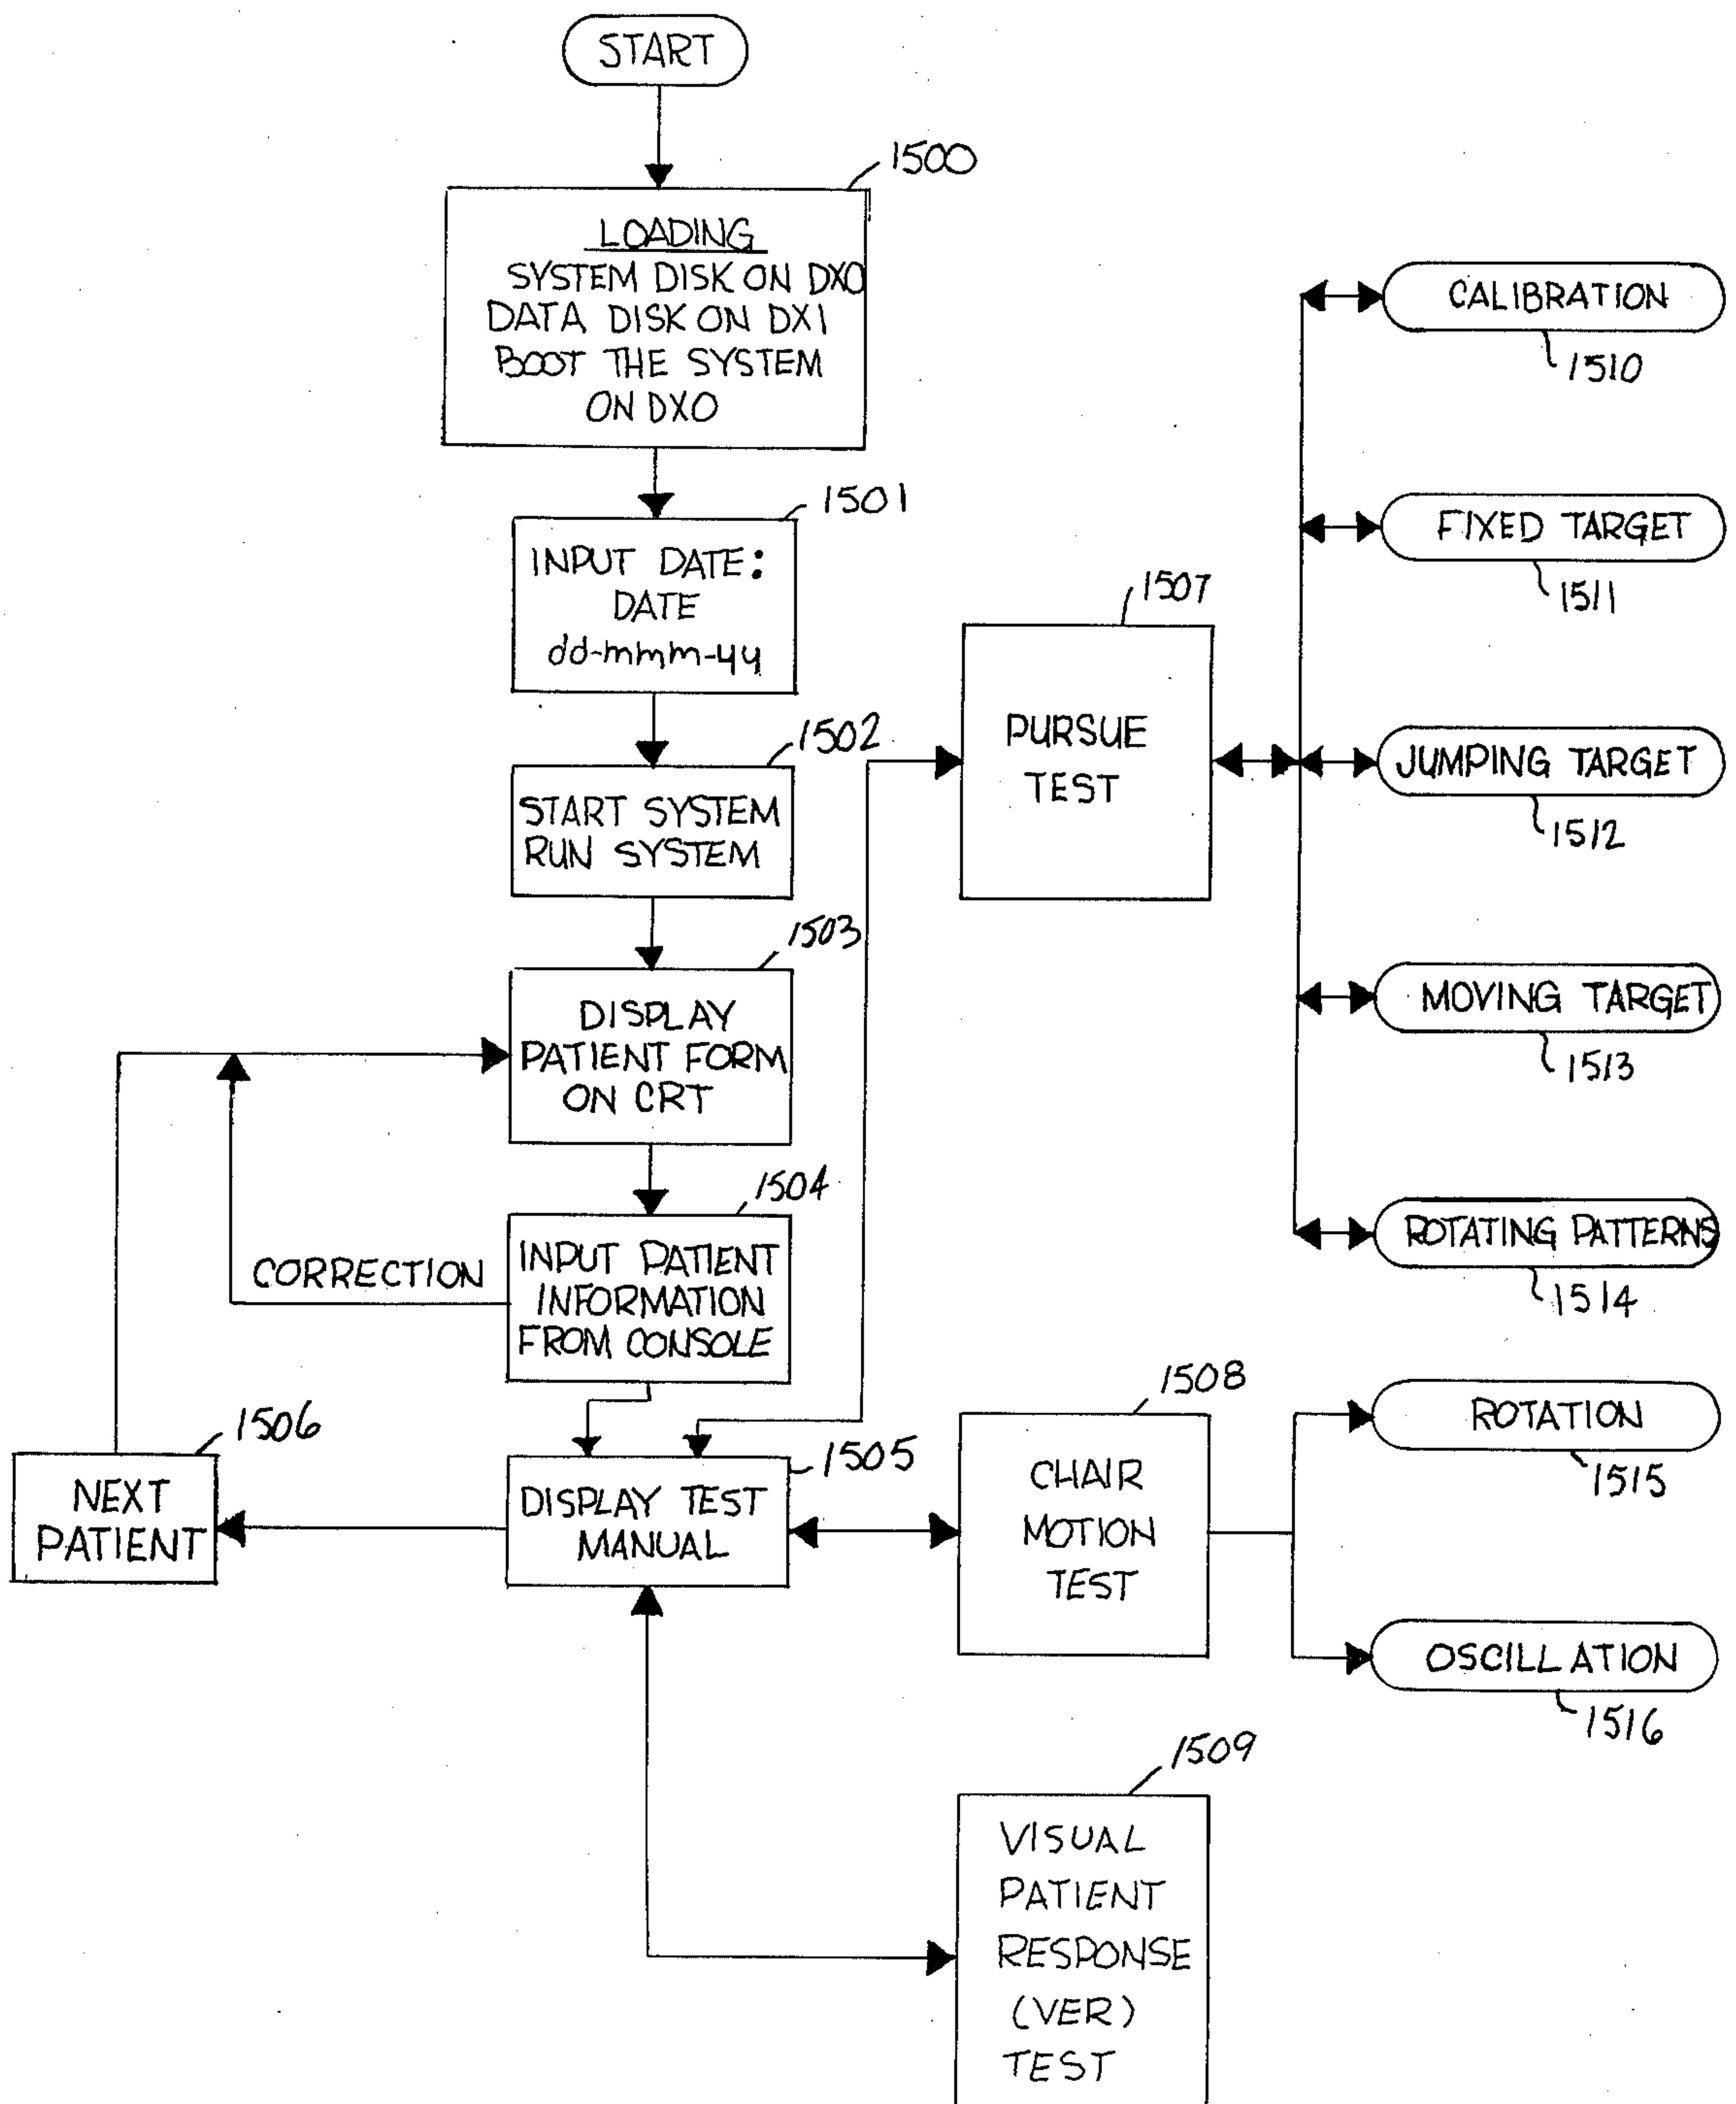 START
1500
LOADING
SYSTEM DISK ON DX0
DATA DISK ON DX1
BOOT THE SYSTEM
ON DX0
1501
INPUT DATE:
DATE
dd-mmm-yy
1502
START SYSTEM
RUN SYSTEM
1503
DISPLAY
PATIENT FORM
ON CRT
1504
INPUT PATIENT
INFORMATION
FROM CONSOLE
CORRECTION
1505
DISPLAY TEST
MANUAL
1506
NEXT
PATIENT
1507
PURSUE
TEST
CALIBRATION
1510
FIXED TARGET
1511
JUMPING TARGET
1512
MOVING TARGET
1513
ROTATING PATTERNS
1514
1508
CHAIR
MOTION
TEST
ROTATION
1515
OSCILLATION
1516
1509
VISUAL
PATIENT
RESPONSE
(VER)
TEST